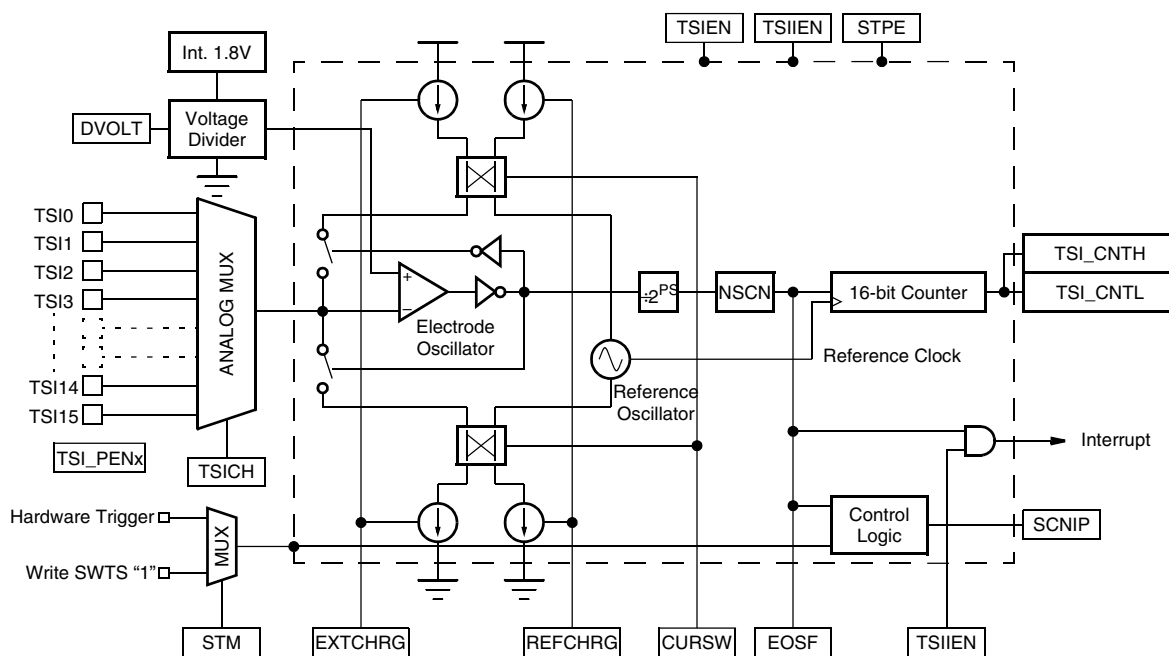 TSIEN
TSIIEN
STPE
Int. 1.8V
DVOLT
Voltage
Divider
TSI0
TSI1
TSI2
TSI3
TSI14
TSI15
ANALOG MUX
TSI_PENx
TSICH
+
−
Electrode
Oscillator
÷2^PS
NSCN
16-bit Counter
TSI_CNTH
TSI_CNTL
Reference Clock
Reference
Oscillator
Interrupt
Hardware Trigger
Write SWTS “1”
MUX
Control
Logic
SCNIP
STM
EXTCHRG
REFCHRG
CURSW
EOSF
TSIIEN